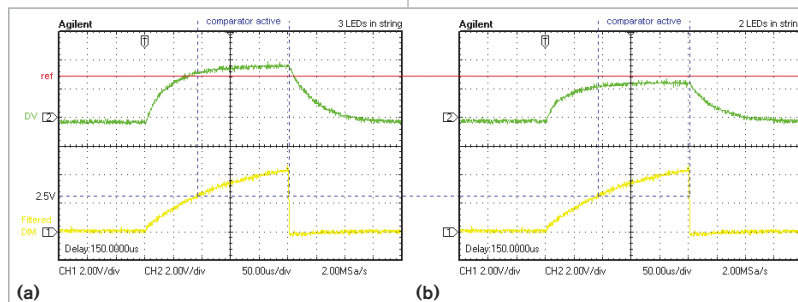 Agilent
comparator active
3 LEDs in string
T
ref
DV
2
2.5V
Filtered
DIM
1
Delay:150.0000us
CH1 2.00V/div CH2 2.00V/div 50.00us/div 2.00MSa/s
(a)
Agilent
comparator active
2 LEDs in string
T
2
1
Delay:150.0000us
CH1 2.00V/div CH2 2.00V/div 50.00us/div 2.00MSa/s
(b)